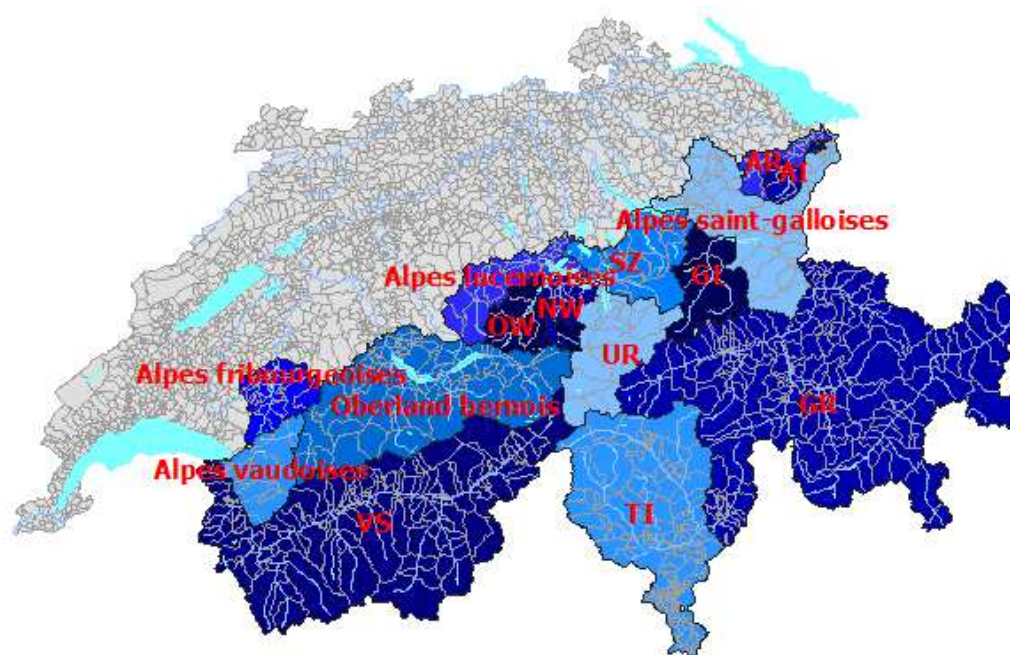 AR
AI
Alpes saint-galloises
SZ
GL
Alpes lucernoises
NW
OW
UR
Alpes fribourgeoises
Oberland bernois
GR
Alpes vaudoises
VS
TI